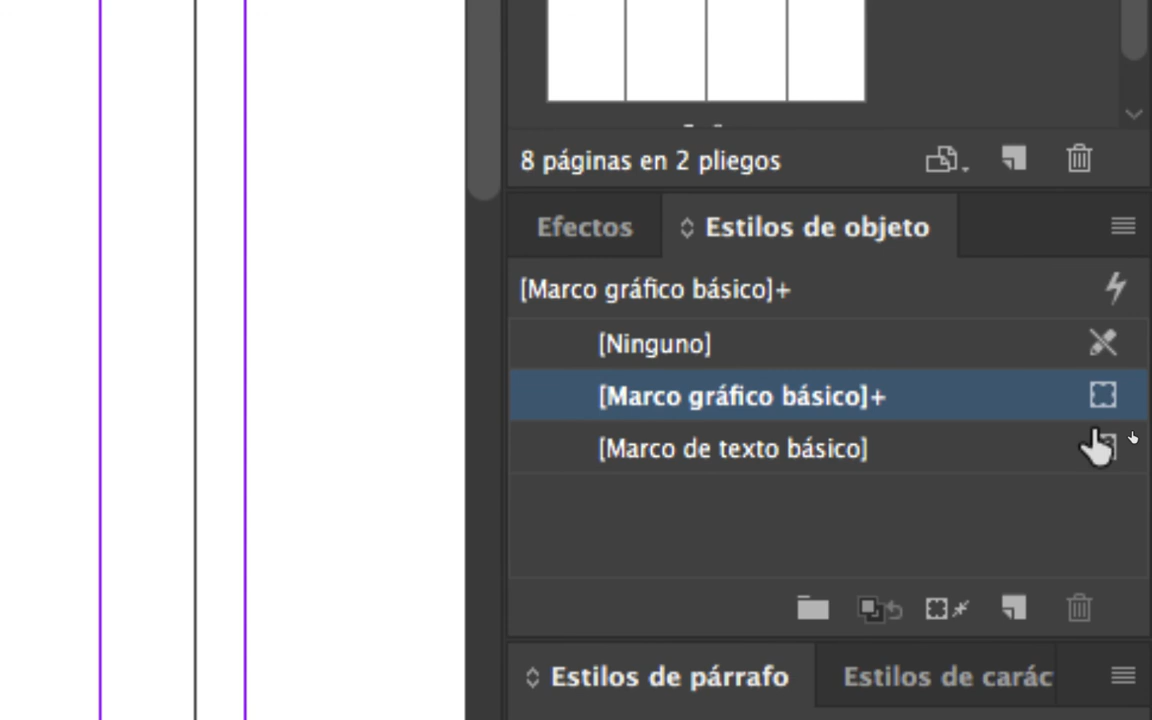 8 páginas en 2 pliegos
Efectos
Estilos de objeto
[Marco gráfico básico]+
[Ninguno]
[Marco gráfico básico]+
[Marco de texto básico]
Estilos de párrafo
Estilos de carác